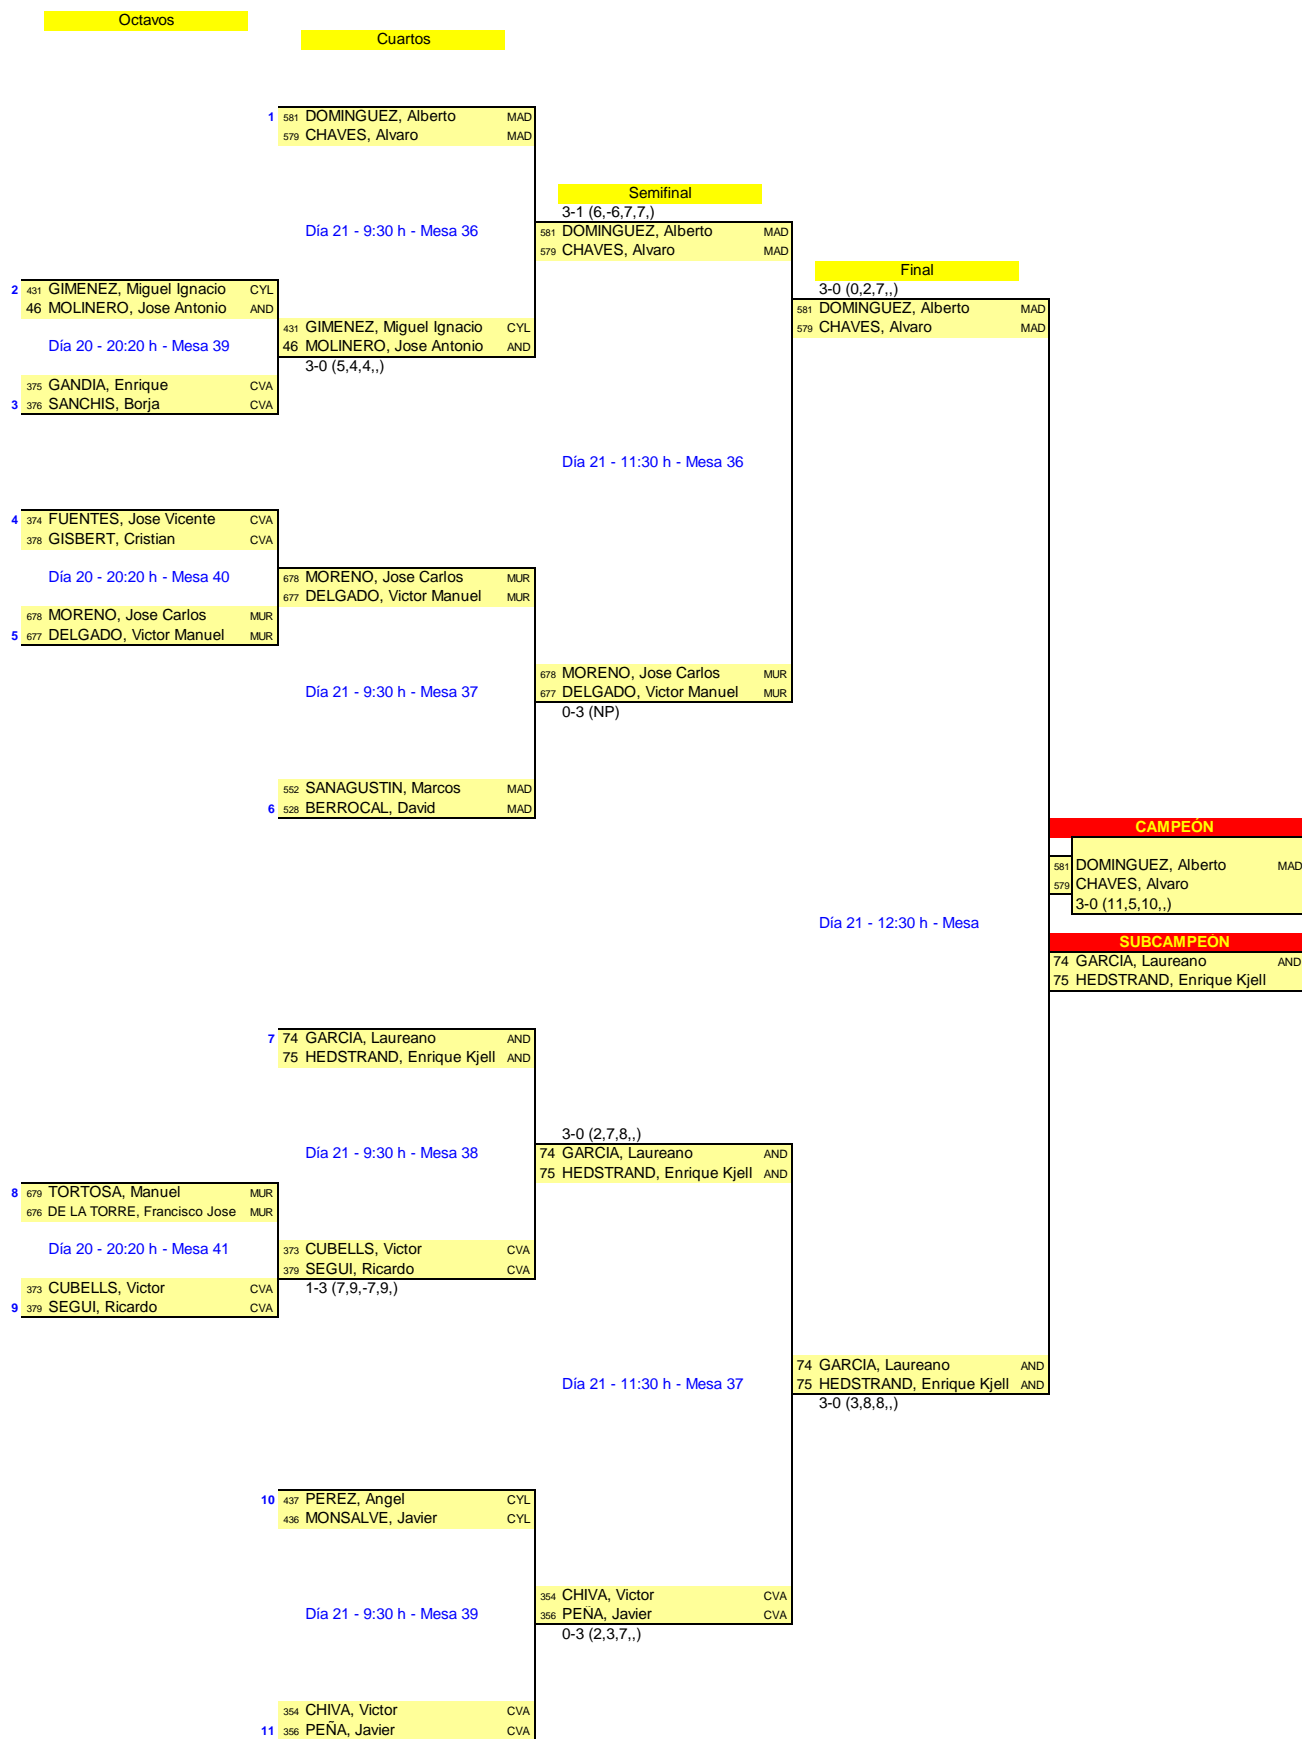 Octavos
Cuartos
1 581 DOMINGUEZ, Alberto MAD
579 CHAVES, Alvaro MAD
Semifinal
3-1 (6,-6,7,7,)
Día 21 - 9:30 h - Mesa 36
581 DOMINGUEZ, Alberto MAD
579 CHAVES, Alvaro MAD
Final
3-0 (0,2,7,,)
2 431 GIMENEZ, Miguel Ignacio CYL
46 MOLINERO, Jose Antonio AND
581 DOMINGUEZ, Alberto MAD
579 CHAVES, Alvaro MAD
431 GIMENEZ, Miguel Ignacio CYL
46 MOLINERO, Jose Antonio AND
Día 20 - 20:20 h - Mesa 39
3-0 (5,4,4,,)
375 GANDIA, Enrique CVA
3 376 SANCHIS, Borja CVA
Día 21 - 11:30 h - Mesa 36
4 374 FUENTES, Jose Vicente CVA
378 GISBERT, Cristian CVA
Día 20 - 20:20 h - Mesa 40
678 MORENO, Jose Carlos MUR
677 DELGADO, Victor Manuel MUR
678 MORENO, Jose Carlos MUR
5 677 DELGADO, Victor Manuel MUR
678 MORENO, Jose Carlos MUR
677 DELGADO, Victor Manuel MUR
Día 21 - 9:30 h - Mesa 37
0-3 (NP)
552 SANAGUSTIN, Marcos MAD
6 528 BERROCAL, David MAD
CAMPEÓN
581 DOMINGUEZ, Alberto MAD
579 CHAVES, Alvaro
3-0 (11,5,10,,)
Día 21 - 12:30 h - Mesa
SUBCAMPEÓN
74 GARCIA, Laureano AND
75 HEDSTRAND, Enrique Kjell
7 74 GARCIA, Laureano AND
75 HEDSTRAND, Enrique Kjell AND
3-0 (2,7,8,,)
Día 21 - 9:30 h - Mesa 38
74 GARCIA, Laureano AND
75 HEDSTRAND, Enrique Kjell AND
8 679 TORTOSA, Manuel MUR
676 DE LA TORRE, Francisco Jose MUR
Día 20 - 20:20 h - Mesa 41
373 CUBELLS, Victor CVA
379 SEGUI, Ricardo CVA
1-3 (7,9,-7,9,)
373 CUBELLS, Victor CVA
9 379 SEGUI, Ricardo CVA
Día 21 - 11:30 h - Mesa 37
74 GARCIA, Laureano AND
75 HEDSTRAND, Enrique Kjell AND
3-0 (3,8,8,,)
10 437 PEREZ, Angel CYL
436 MONSALVE, Javier CYL
354 CHIVA, Victor CVA
356 PEÑA, Javier CVA
Día 21 - 9:30 h - Mesa 39
0-3 (2,3,7,,)
354 CHIVA, Victor CVA
11 356 PEÑA, Javier CVA